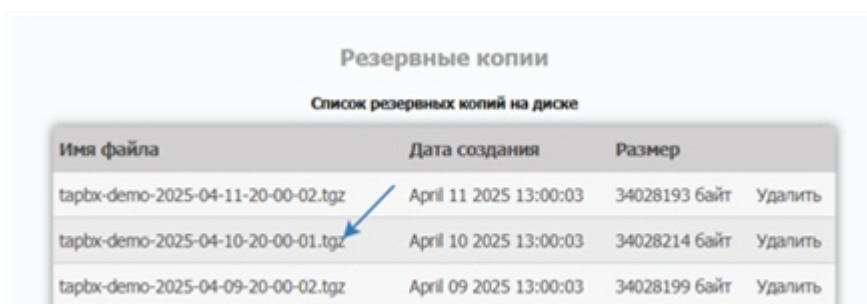 Резервные копии
Список резервных копий на диске
Имя файла Дата создания Размер
tapbx-demo-2025-04-11-20-00-02.tgz April 11 2025 13:00:03 34028193 байт Удалить
tapbx-demo-2025-04-10-20-00-01.tgz April 10 2025 13:00:03 34028214 байт Удалить
tapbx-demo-2025-04-09-20-00-02.tgz April 09 2025 13:00:03 34028199 байт Удалить